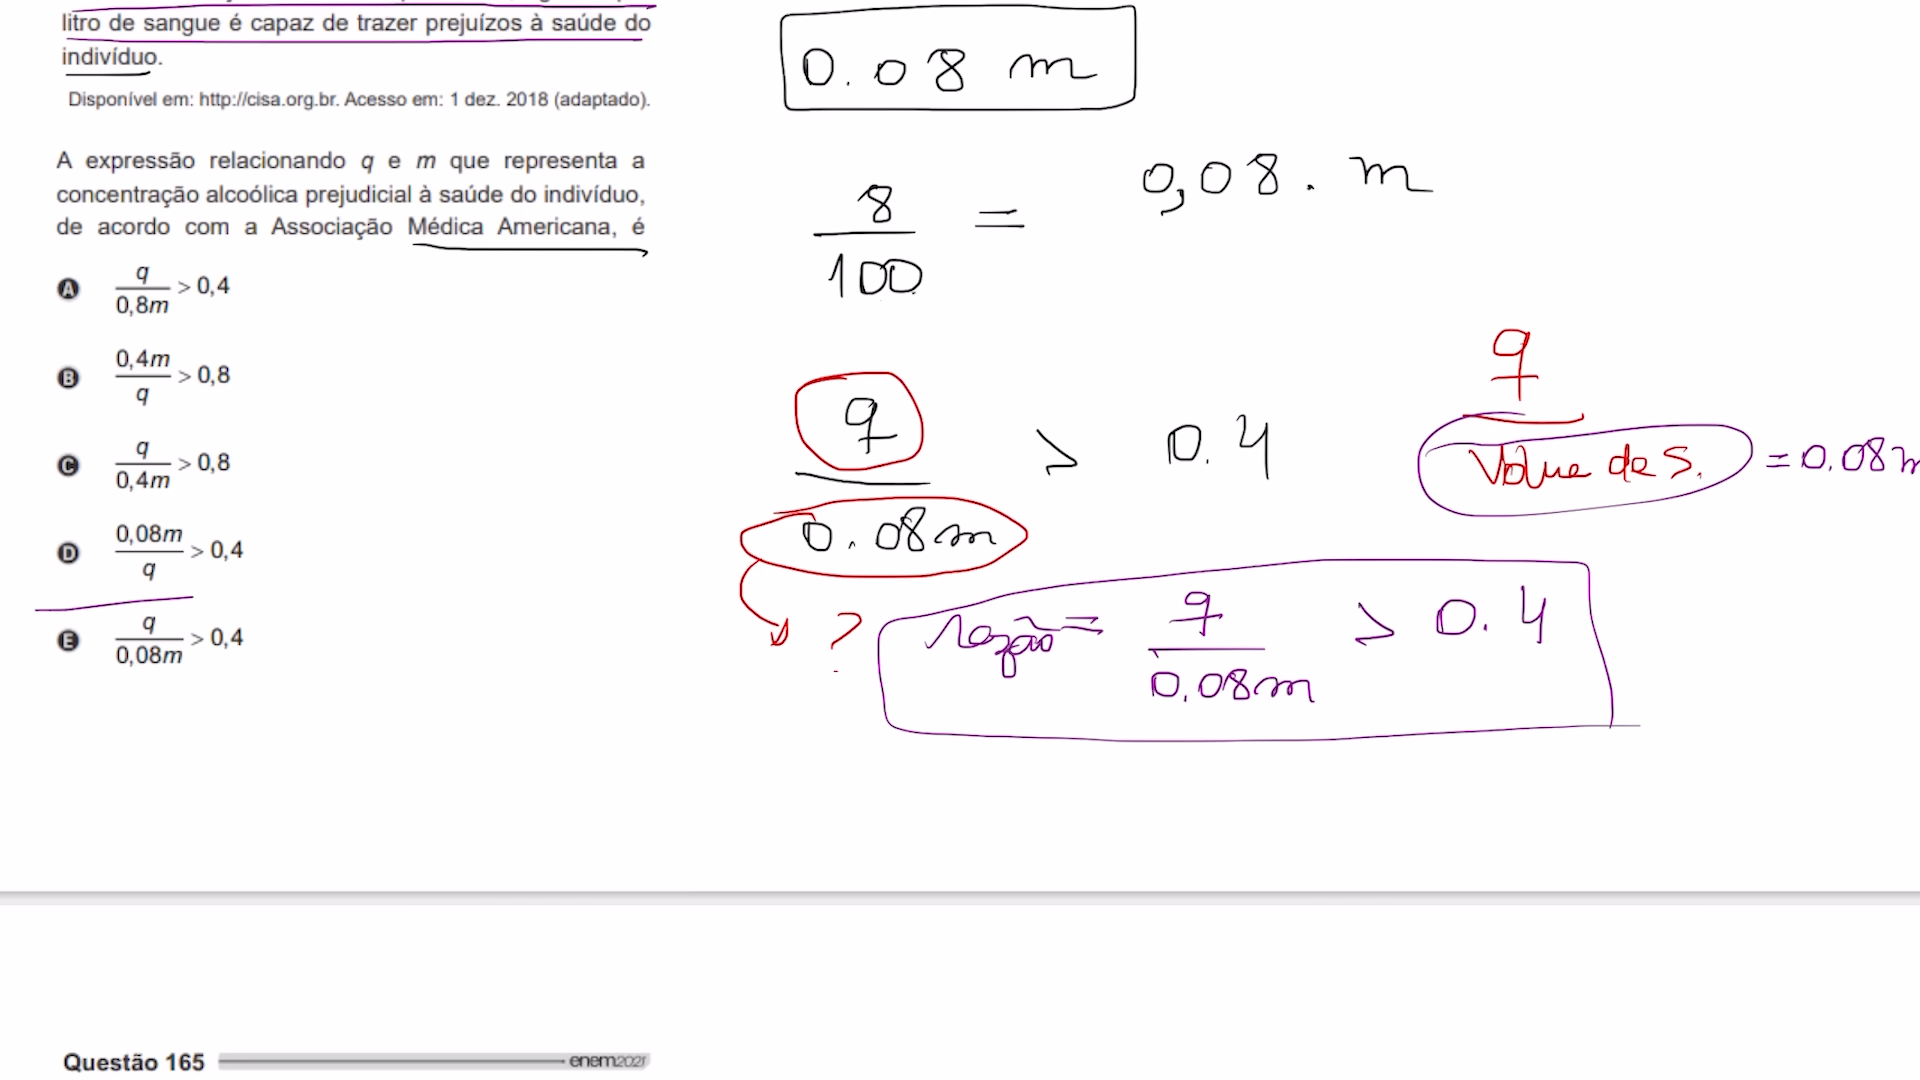 litro de sangue é capaz de trazer prejuízos à saúde do
indivíduo.
Disponível em: http://cisa.org.br. Acesso em: 1 dez. 2018 (adaptado).
A expressão relacionando q e m que representa a
concentração alcoólica prejudicial à saúde do indivíduo,
de acordo com a Associação Médica Americana, é
A q/0,8m > 0,4
B 0,4m/q > 0,8
C q/0,4m > 0,8
D 0,08m/q > 0,4
E q/0,08m > 0,4
Questão 165
enem2021
0.08 m
8/100 = 0,08 . m
q/0.08m > 0.4
?
q
Volue de S. = 0.08m
razão = q/0.08m > 0.4